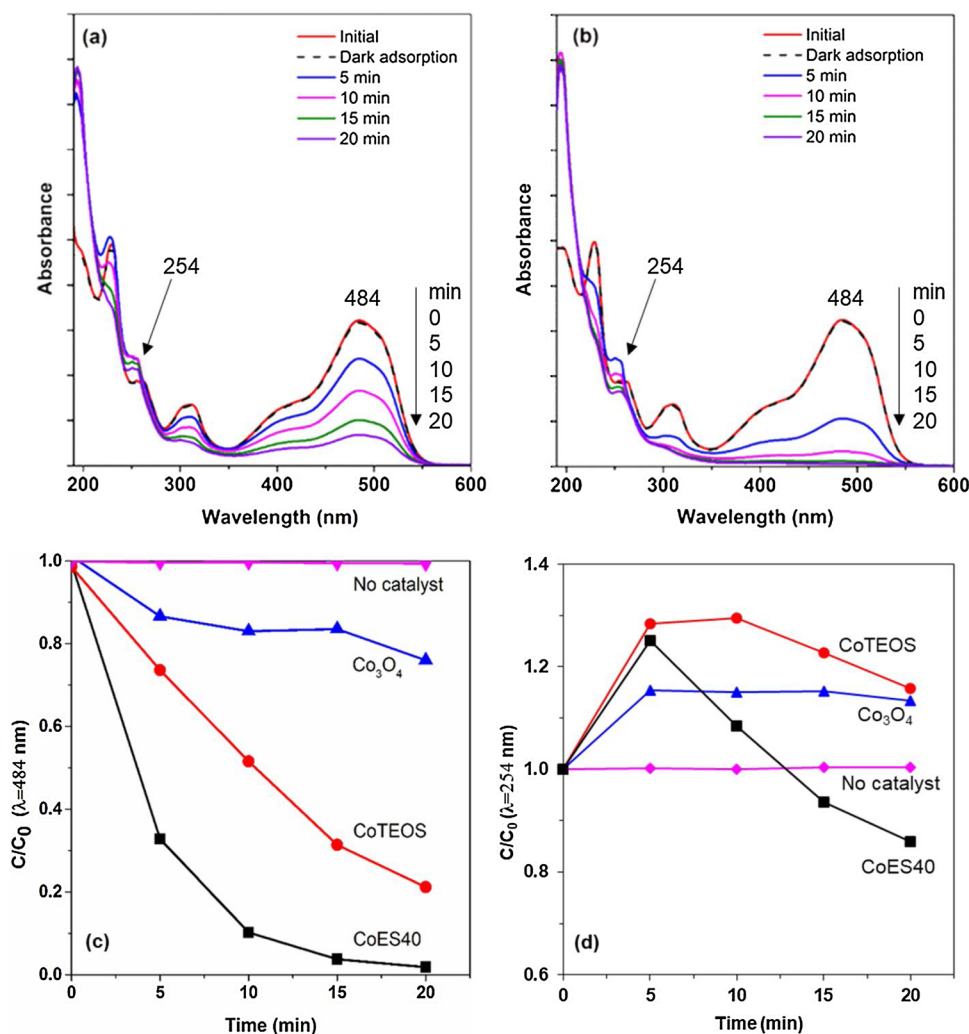 (a)
Initial
Dark adsorption
5 min
10 min
15 min
20 min
254
484
min
0
5
10
15
20
Absorbance
200 300 400 500 600
Wavelength (nm)
(b)
Initial
Dark adsorption
5 min
10 min
15 min
20 min
254
484
min
0
5
10
15
20
Absorbance
200 300 400 500 600
Wavelength (nm)
1.0
0.8
0.6
0.4
0.2
0.0
C/C0 (λ=484 nm)
No catalyst
Co3O4
CoTEOS
CoES40
(c)
0 5 10 15 20
Time (min)
1.4
1.2
1.0
0.8
0.6
C/C0 (λ=254 nm)
CoTEOS
Co3O4
No catalyst
CoES40
(d)
0 5 10 15 20
Time (min)